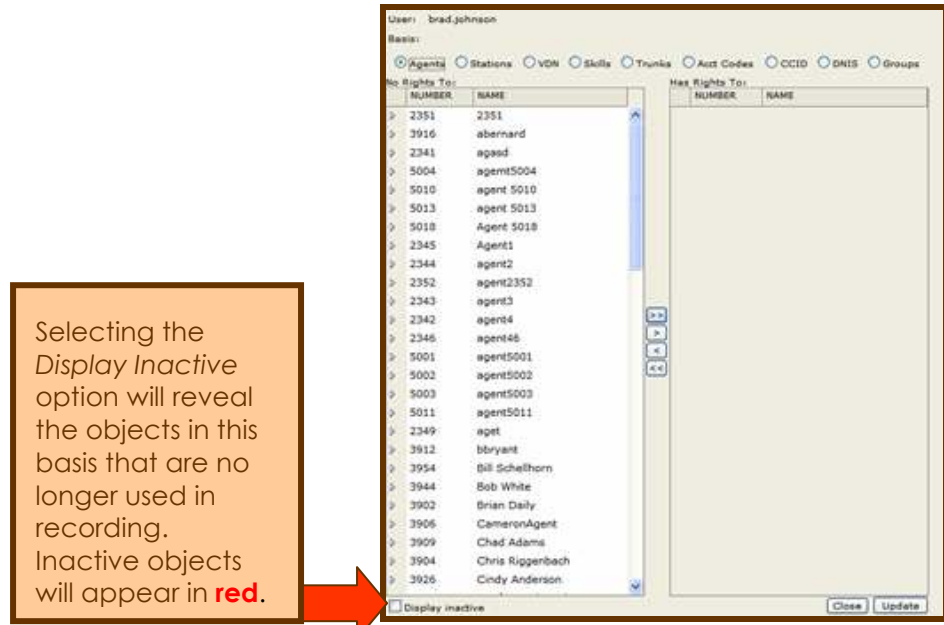 User: brad.johnson
Basis:
Agents Stations VDN Skills Trunks Acct Codes CCID DNIS Groups
No Rights To: Has Rights To:
NUMBER NAME NUMBER NAME
2351 2351
3916 abernard
2341 agasd
5004 agemt5004
5010 agent 5010
5013 agent 5013
5018 Agent 5018
2345 Agent1
2344 agent2
2352 agent2352
2343 agent3
2342 agent4
2346 agent46
5001 agent5001
5002 agent5002
5003 agent5003
5011 agent5011
2349 aget
3912 bbryant
3954 Bill Schellhorn
3944 Bob White
3902 Brian Daily
3906 CameronAgent
3909 Chad Adams
3904 Chris Riggenbach
3926 Cindy Anderson
>>
>
<
<<
Display inactive Close Update
Selecting the
Display Inactive
option will reveal
the objects in this
basis that are no
longer used in
recording.
Inactive objects
will appear in red.